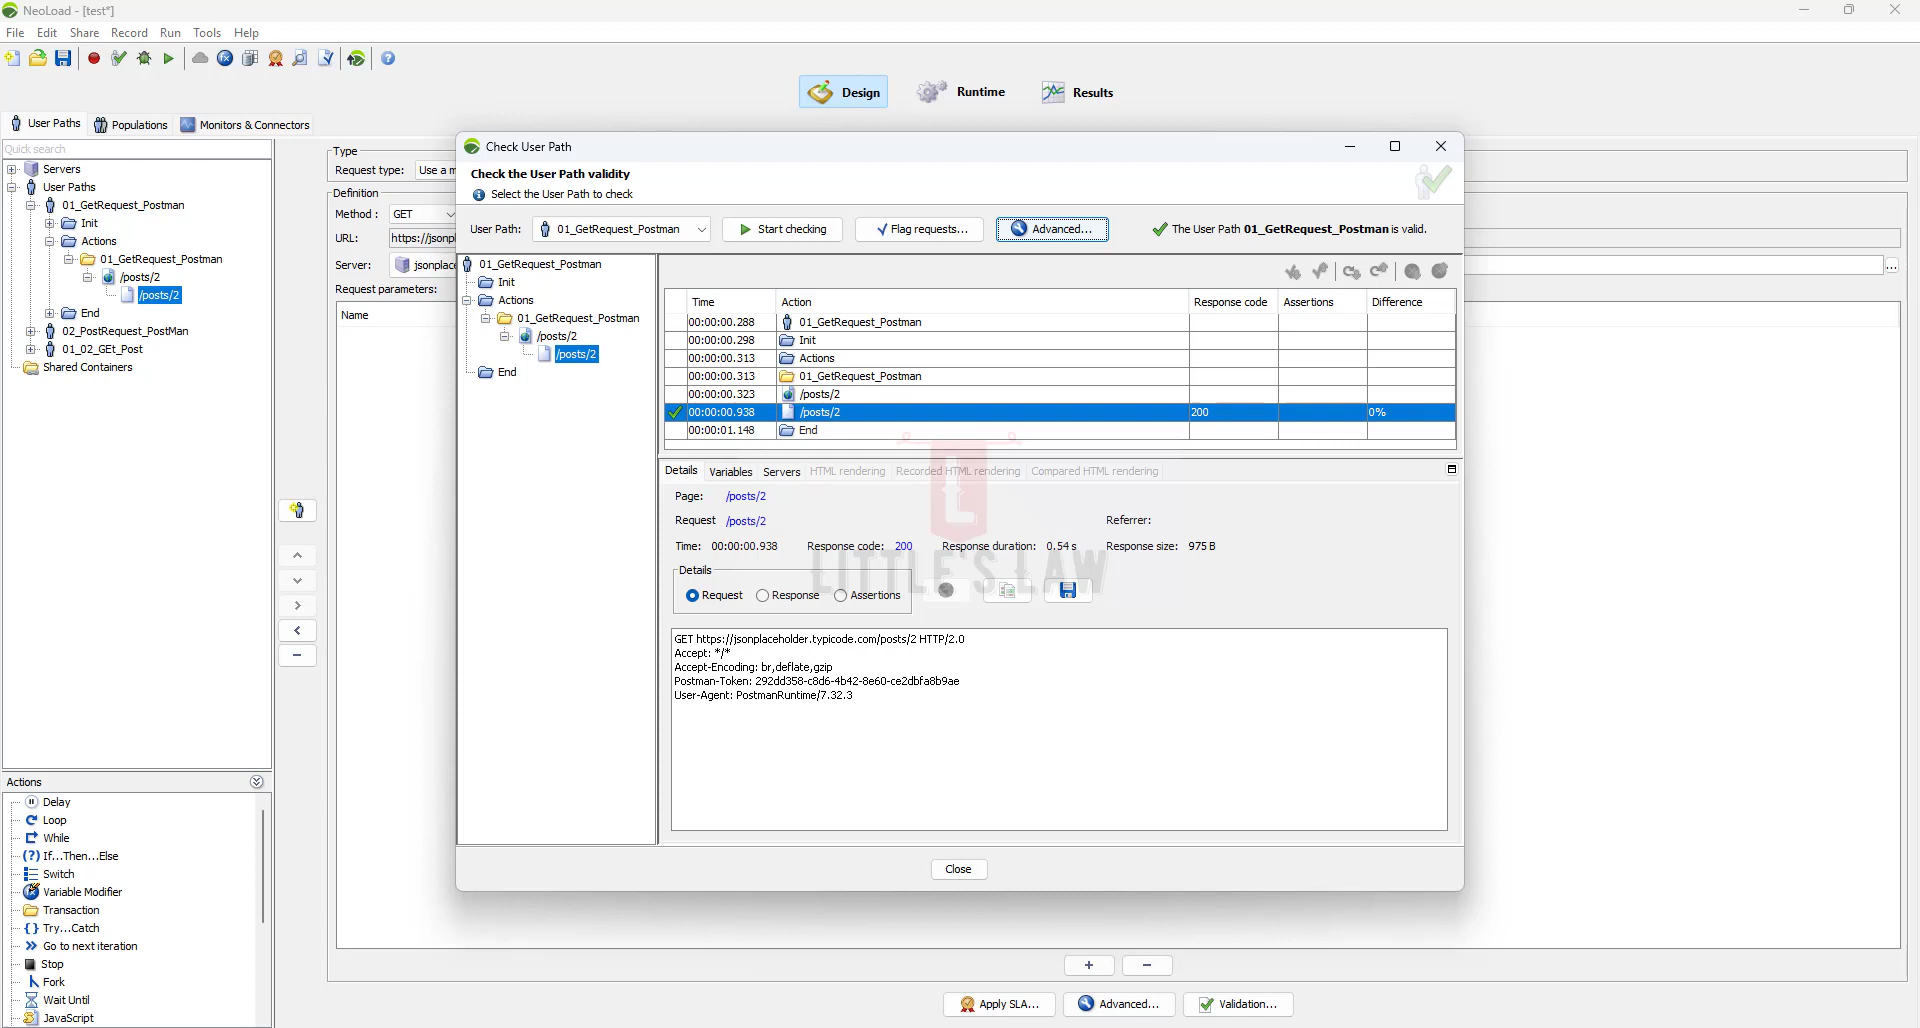 NeoLoad - [test*]
File Edit Share Record Run Tools Help
Design Runtime Results
User Paths Populations Monitors & Connectors
Quick search
Servers
User Paths
01_GetRequest_Postman
Init
Actions
01_GetRequest_Postman
/posts/2
/posts/2
End
02_PostRequest_PostMan
01_02_GEt_Post
Shared Containers
Actions
Delay
Loop
While
If...Then...Else
Switch
Variable Modifier
Transaction
Try...Catch
Go to next iteration
Stop
Fork
Wait Until
JavaScript
Type
Request type: Use a m
Definition
Method : GET
URL: https://jsonp
Server: jsonplace
Request parameters:
Name
Check User Path
Check the User Path validity
Select the User Path to check
User Path: 01_GetRequest_Postman Start checking Flag requests... Advanced... The User Path 01_GetRequest_Postman is valid.
01_GetRequest_Postman
Init
Actions
01_GetRequest_Postman
/posts/2
/posts/2
End
Time Action Response code Assertions Difference
00:00:00.288 01_GetRequest_Postman
00:00:00.298 Init
00:00:00.313 Actions
00:00:00.313 01_GetRequest_Postman
00:00:00.323 /posts/2
00:00:00.938 /posts/2 200 0%
00:00:01.148 End
Details Variables Servers HTML rendering Recorded HTML rendering Compared HTML rendering
Page: /posts/2
Request /posts/2 Referrer:
Time: 00:00:00.938 Response code: 200 Response duration: 0.54 s Response size: 975 B
L
LITTLE'S LAW
Details
Request Response Assertions
GET https://jsonplaceholder.typicode.com/posts/2 HTTP/2.0
Accept: */*
Accept-Encoding: br,deflate,gzip
Postman-Token: 292dd358-c8d6-4b42-8e60-ce2dbfa8b9ae
User-Agent: PostmanRuntime/7.32.3
Close
Apply SLA... Advanced... Validation...